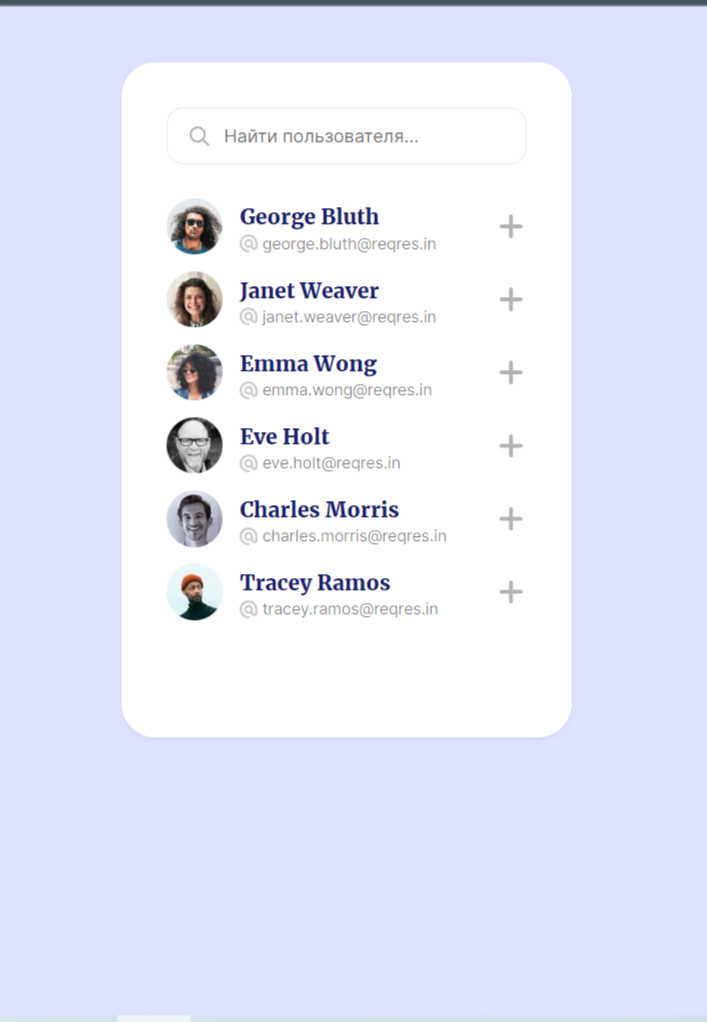 Найти пользователя...
George Bluth
george.bluth@reqres.in
Janet Weaver
janet.weaver@reqres.in
Emma Wong
emma.wong@reqres.in
Eve Holt
eve.holt@reqres.in
Charles Morris
charles.morris@reqres.in
Tracey Ramos
tracey.ramos@reqres.in